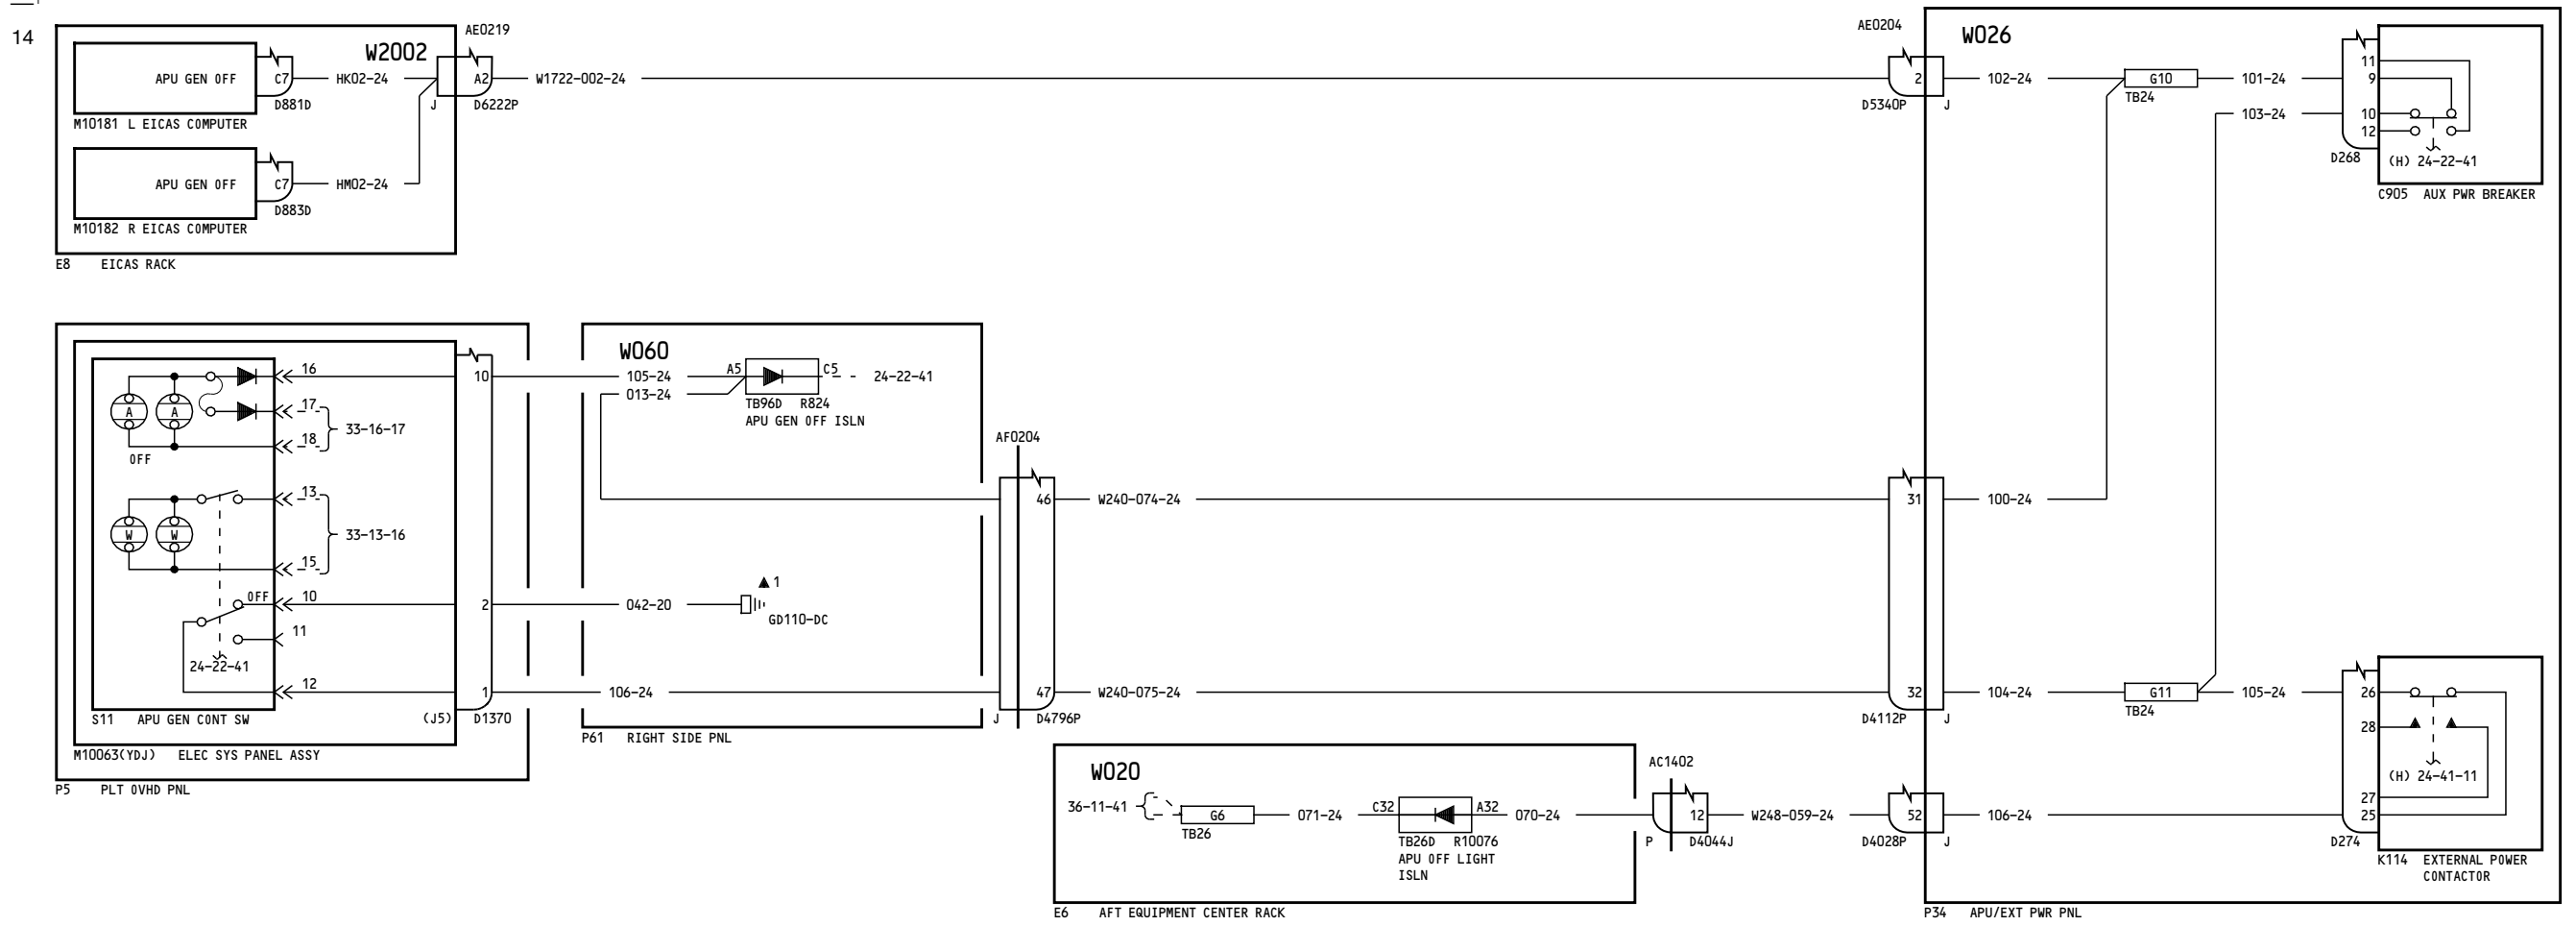 14
AE0219
AE0204
W2002
W026
APU GEN OFF
C7
HK02-24
A2
W1722-002-24
2
102-24
G10
101-24
11
9
D881D
J
D6222P
D5340P
J
TB24
M10181 L EICAS COMPUTER
103-24
10
12
D268
(H) 24-22-41
APU GEN OFF
C7
HM02-24
C905 AUX PWR BREAKER
D883D
M10182 R EICAS COMPUTER
E8 EICAS RACK
W060
16
10
105-24
A5
C5
24-22-41
013-24
TB96D R824
APU GEN OFF ISLN
A
A
17
33-16-17
18
OFF
AF0204
13
46
W240-074-24
31
100-24
W
W
33-13-16
15
1
OFF
10
2
042-20
GD110-DC
11
24-22-41
12
1
106-24
47
W240-075-24
32
104-24
G11
105-24
26
S11 APU GEN CONT SW
(J5)
D1370
J
D4796P
D4112P
J
TB24
28
P61 RIGHT SIDE PNL
M10063(YDJ) ELEC SYS PANEL ASSY
P5 PLT OVHD PNL
W020
AC1402
(H) 24-41-11
27
36-11-41
G6
071-24
C32
A32
070-24
12
W248-059-24
52
106-24
25
TB26
TB26D R10076
P
D4044J
D4028P
J
D274
APU OFF LIGHT
ISLN
K114 EXTERNAL POWER
CONTACTOR
E6 AFT EQUIPMENT CENTER RACK
P34 APU/EXT PWR PNL